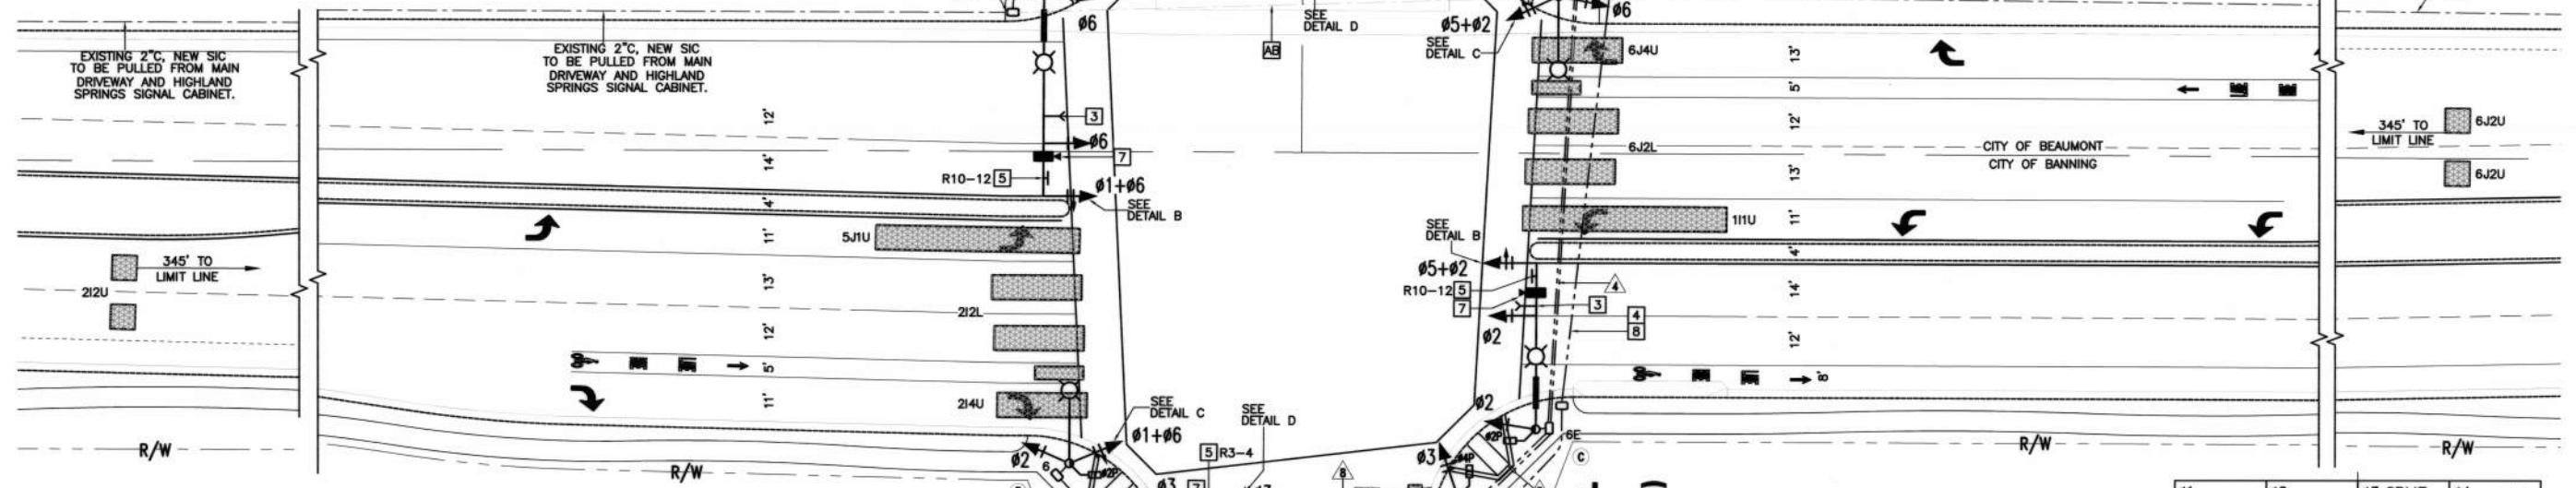 EXISTING 2"C, NEW SIC
TO BE PULLED FROM MAIN
DRIVEWAY AND HIGHLAND
SPRINGS SIGNAL CABINET.
EXISTING 2"C, NEW SIC
TO BE PULLED FROM MAIN
DRIVEWAY AND HIGHLAND
SPRINGS SIGNAL CABINET.
Ø6
SEE
DETAIL D
AB
Ø5+Ø2
SEE
DETAIL C
Ø6
6J4U
13'
5'
12'
12'
3
Ø6
7
14'
R10-12 5
Ø1+Ø6
SEE
DETAIL B
4'
6J2L
CITY OF BEAUMONT
CITY OF BANNING
13'
345' TO
LIMIT LINE
6J2U
6J2U
11'
5J1U
SEE
DETAIL B
1I1U
11'
4'
345' TO
LIMIT LINE
2I2U
13'
Ø5+Ø2
R10-12 5
7
4
3
14'
4
8
2I2L
12'
Ø2
12'
5'
8'
11'
2I4U
SEE
DETAIL C
SEE
DETAIL D
Ø2
Ø1+Ø6
Ø2P
6E
C
R/W
R/W
R/W
R/W
Ø2
6
Ø2P
5 R3-4
8
Ø3
Ø4P
Ø3
7